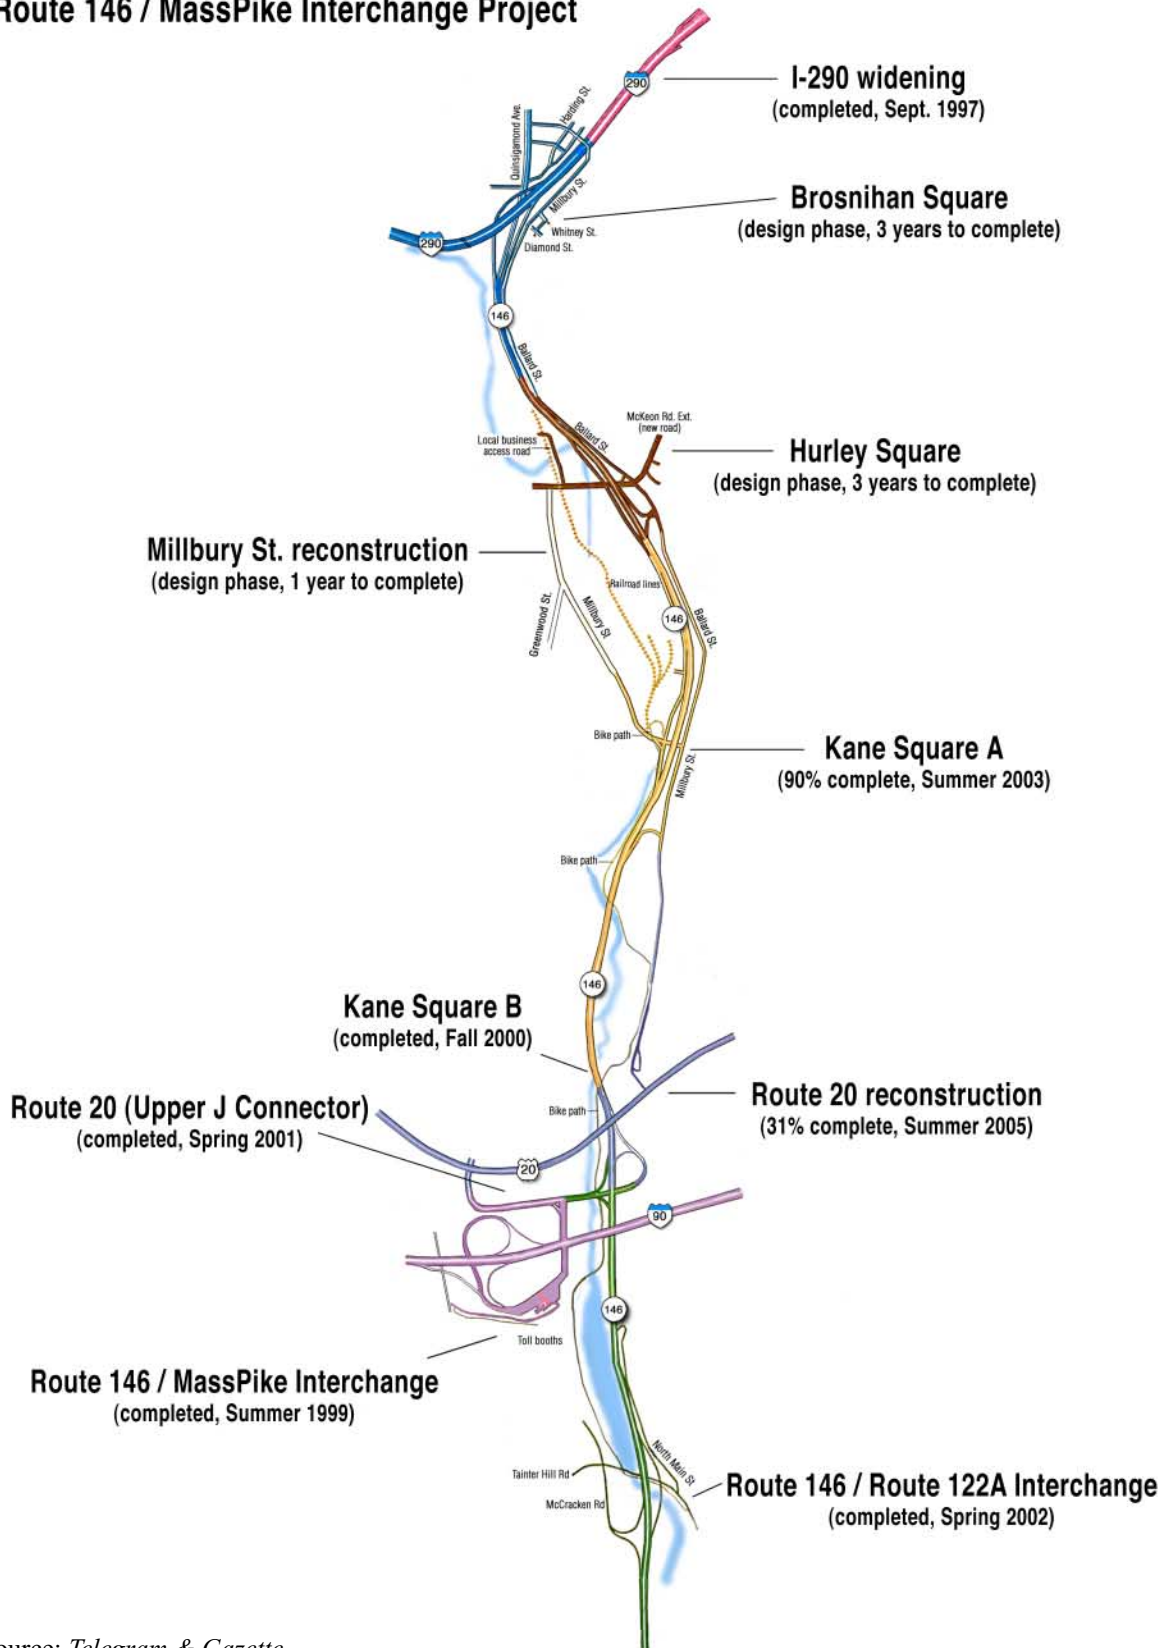 Route 146 / MassPike Interchange Project
290
I-290 widening
(completed, Sept. 1997)
Harding St.
Quinsigamond Ave.
Millbury St.
Brosnihan Square
(design phase, 3 years to complete)
Whitney St.
Diamond St.
290
146
Ballard St.
McKeon Rd. Ext.
(new road)
Ballard St.
Local business
access road
Hurley Square
(design phase, 3 years to complete)
Millbury St. reconstruction
(design phase, 1 year to complete)
Railroad lines
Greenwood St.
Millbury St
146
Ballard St.
Bike path
Kane Square A
(90% complete, Summer 2003)
Millbury St.
Bike path
146
Kane Square B
(completed, Fall 2000)
Route 20 reconstruction
(31% complete, Summer 2005)
Route 20 (Upper J Connector)
(completed, Spring 2001)
Bike path
20
90
146
Toll booths
Route 146 / MassPike Interchange
(completed, Summer 1999)
North Main St
Tainter Hill Rd
McCracken Rd
Route 146 / Route 122A Interchange
(completed, Spring 2002)
ource: Telegram & Gazette